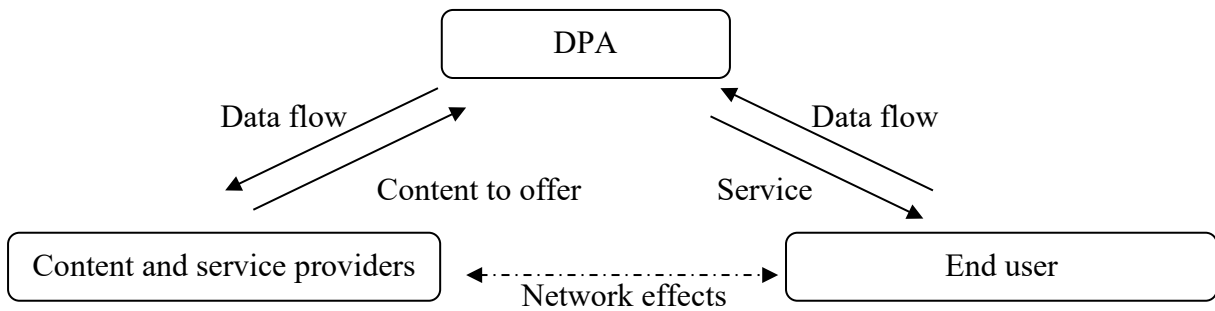 DPA
Data flow
Data flow
Content to offer
Service
Content and service providers
End user
Network effects